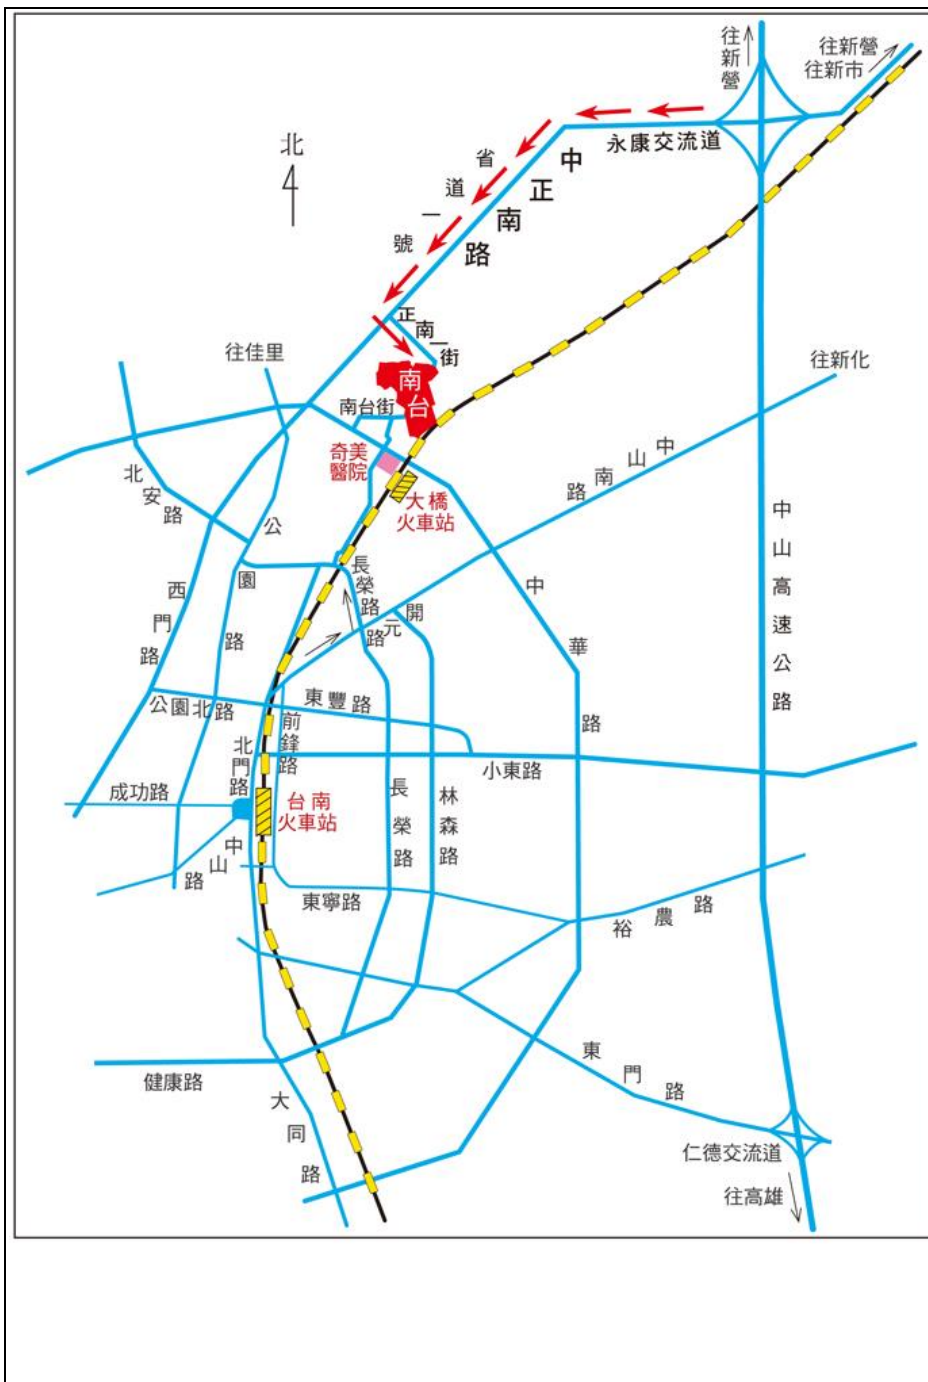 往新營
往新營
往新市
北
永康交流道
中正南路
省道一號
正南一街
往佳里
南台
南台街
往新化
奇美
醫院
大橋
火車站
中山南路
北安路
公園路
中山高速公路
長榮路
開元路
中華路
西門路
公園北路
東豐路
前鋒路
北門路
小東路
成功路
台南
火車站
長榮路
林森路
中山路
東寧路
裕農路
東門路
健康路
大同路
仁德交流道
往高雄